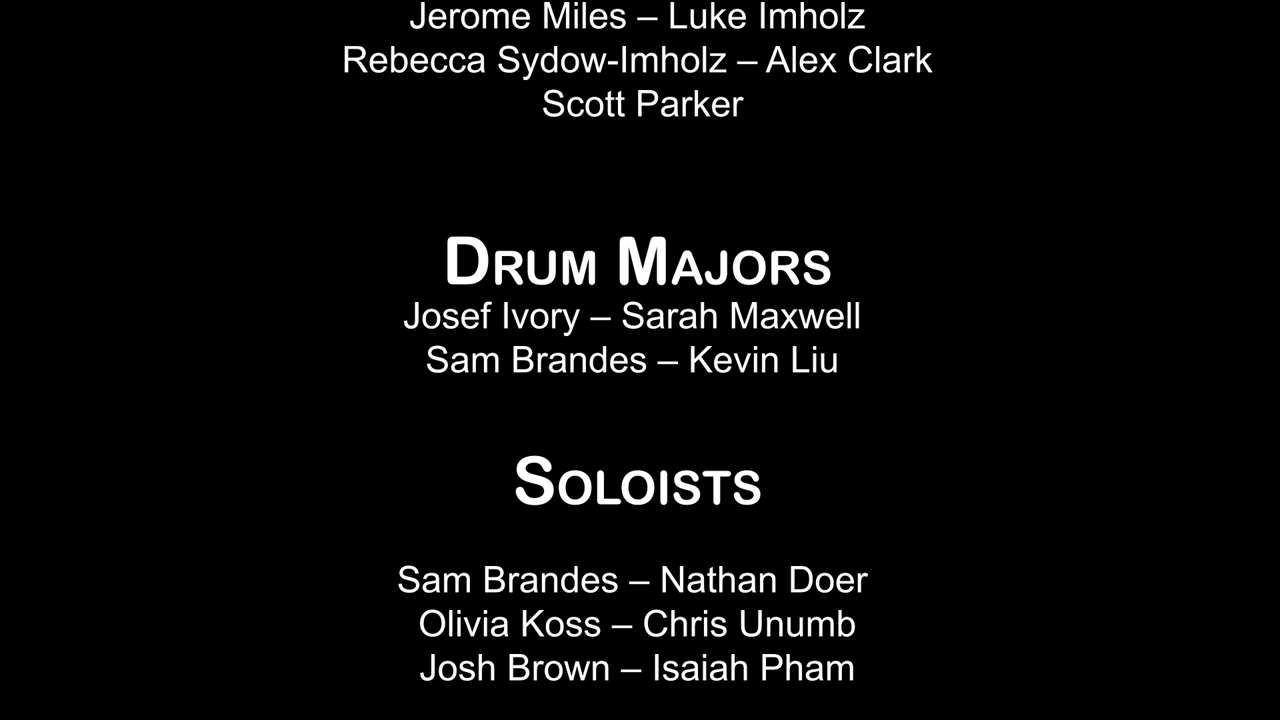 Jerome Miles – Luke Imholz
Rebecca Sydow-Imholz – Alex Clark
Scott Parker
Drum Majors
Josef Ivory – Sarah Maxwell
Sam Brandes – Kevin Liu
Soloists
Sam Brandes – Nathan Doer
Olivia Koss – Chris Unumb
Josh Brown – Isaiah Pham